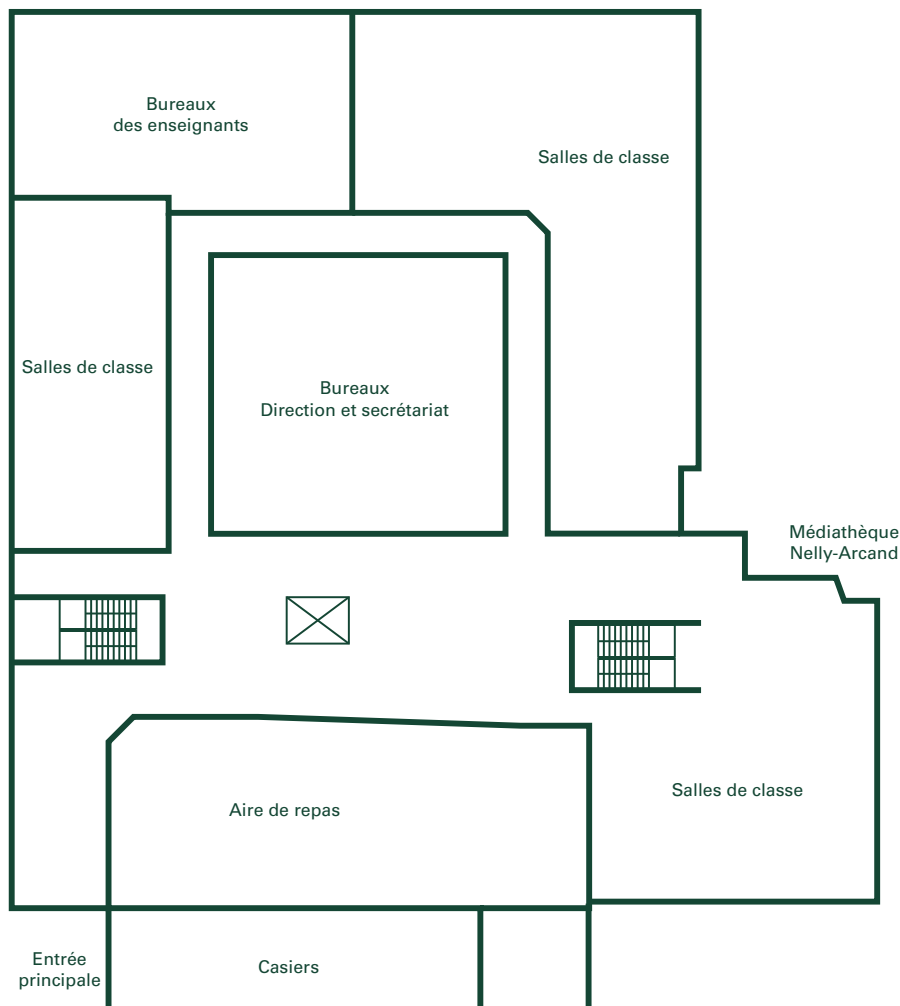 Bureaux
des enseignants
Salles de classe
Salles de classe
Bureaux
Direction et secrétariat
Médiathèque
Nelly-Arcand
Salles de classe
Aire de repas
Entrée
principale
Casiers